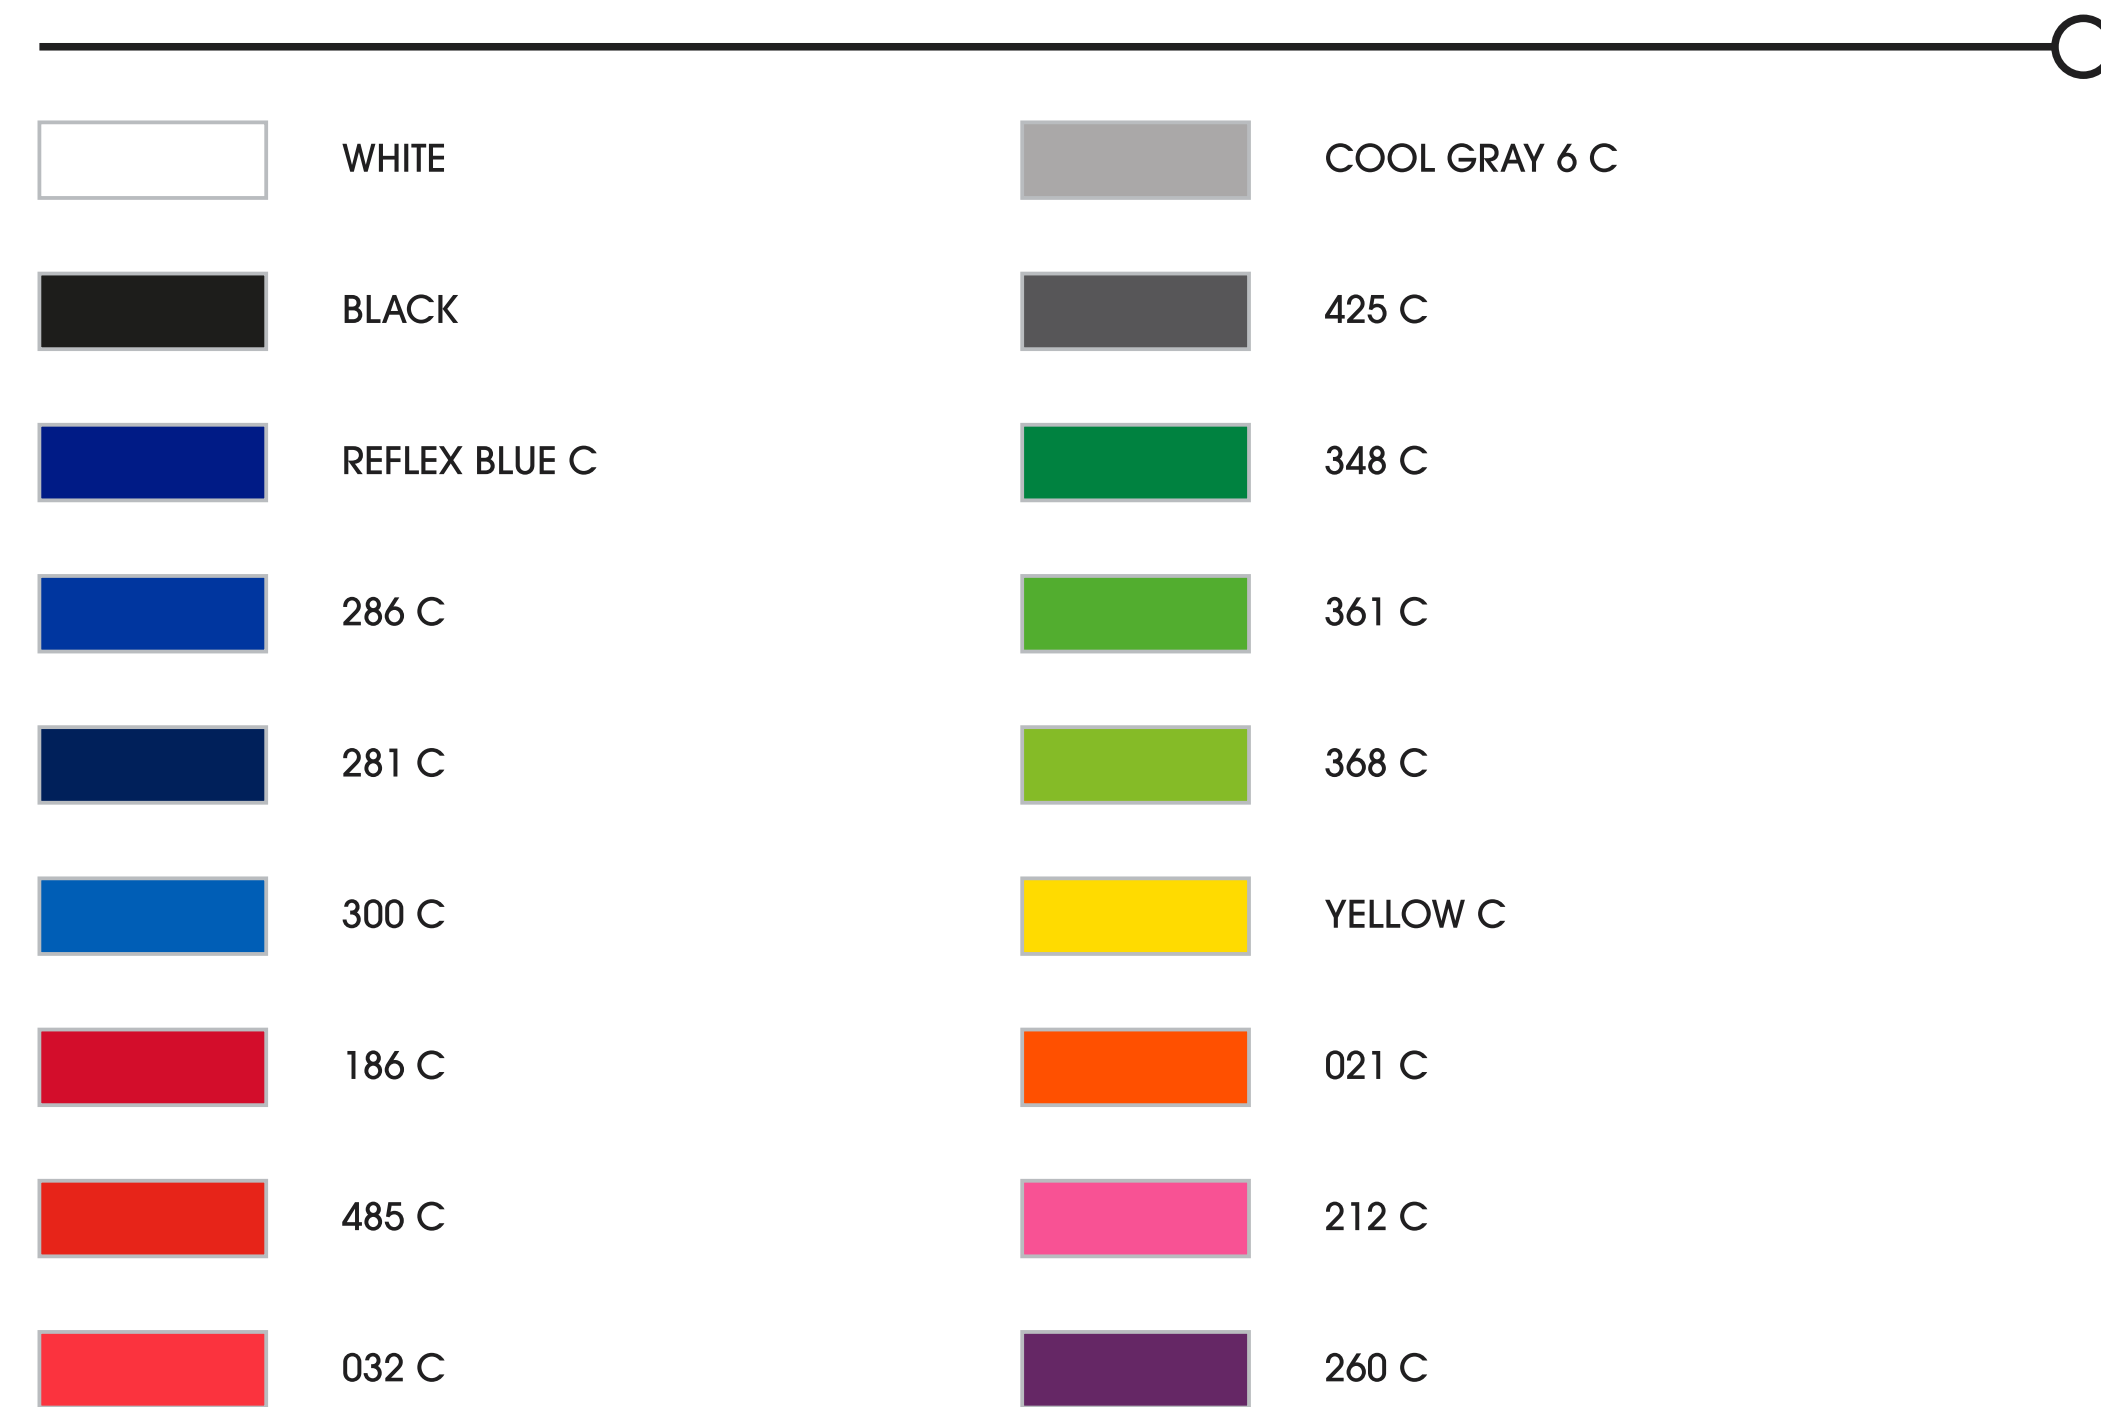 WHITE
BLACK
REFLEX BLUE C
286 C
281 C
300 C
186 C
485 C
032 C
COOL GRAY 6 C
425 C
348 C
361 C
368 C
YELLOW C
021 C
212 C
260 C